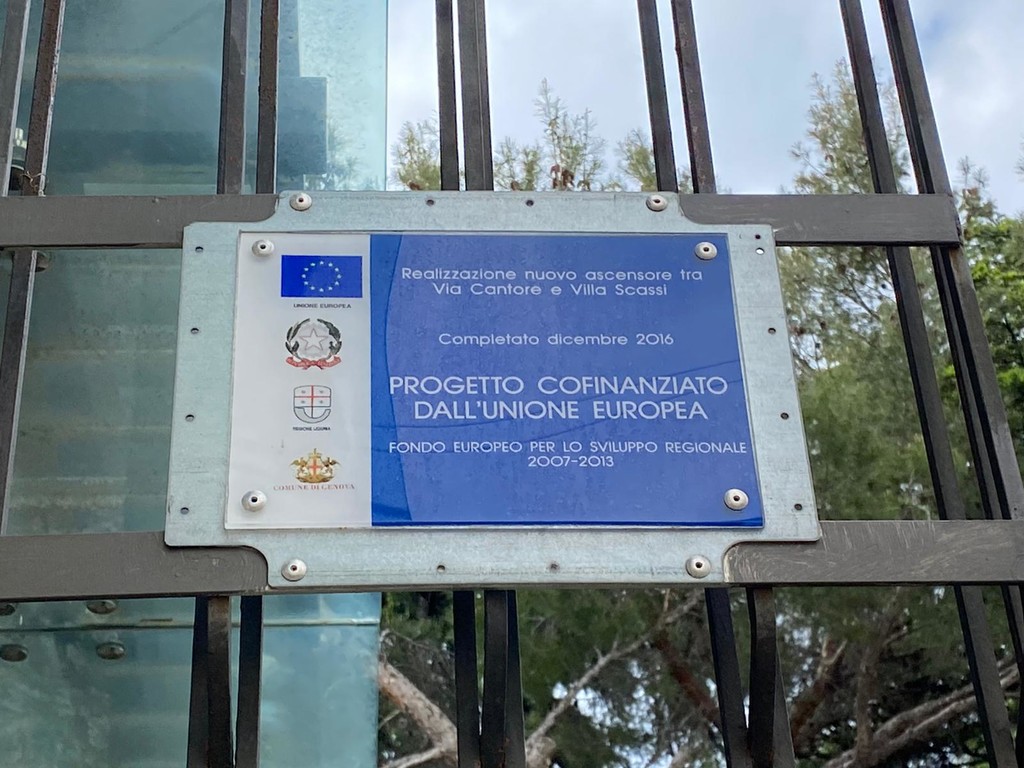 UNIONE EUROPEA
REGIONE LIGURIA
COMUNE DI GENOVA
Realizzazione nuovo ascensore tra
Via Cantore e Villa Scassi
Completato dicembre 2016
PROGETTO COFINANZIATO
DALL'UNIONE EUROPEA
FONDO EUROPEO PER LO SVILUPPO REGIONALE
2007-2013